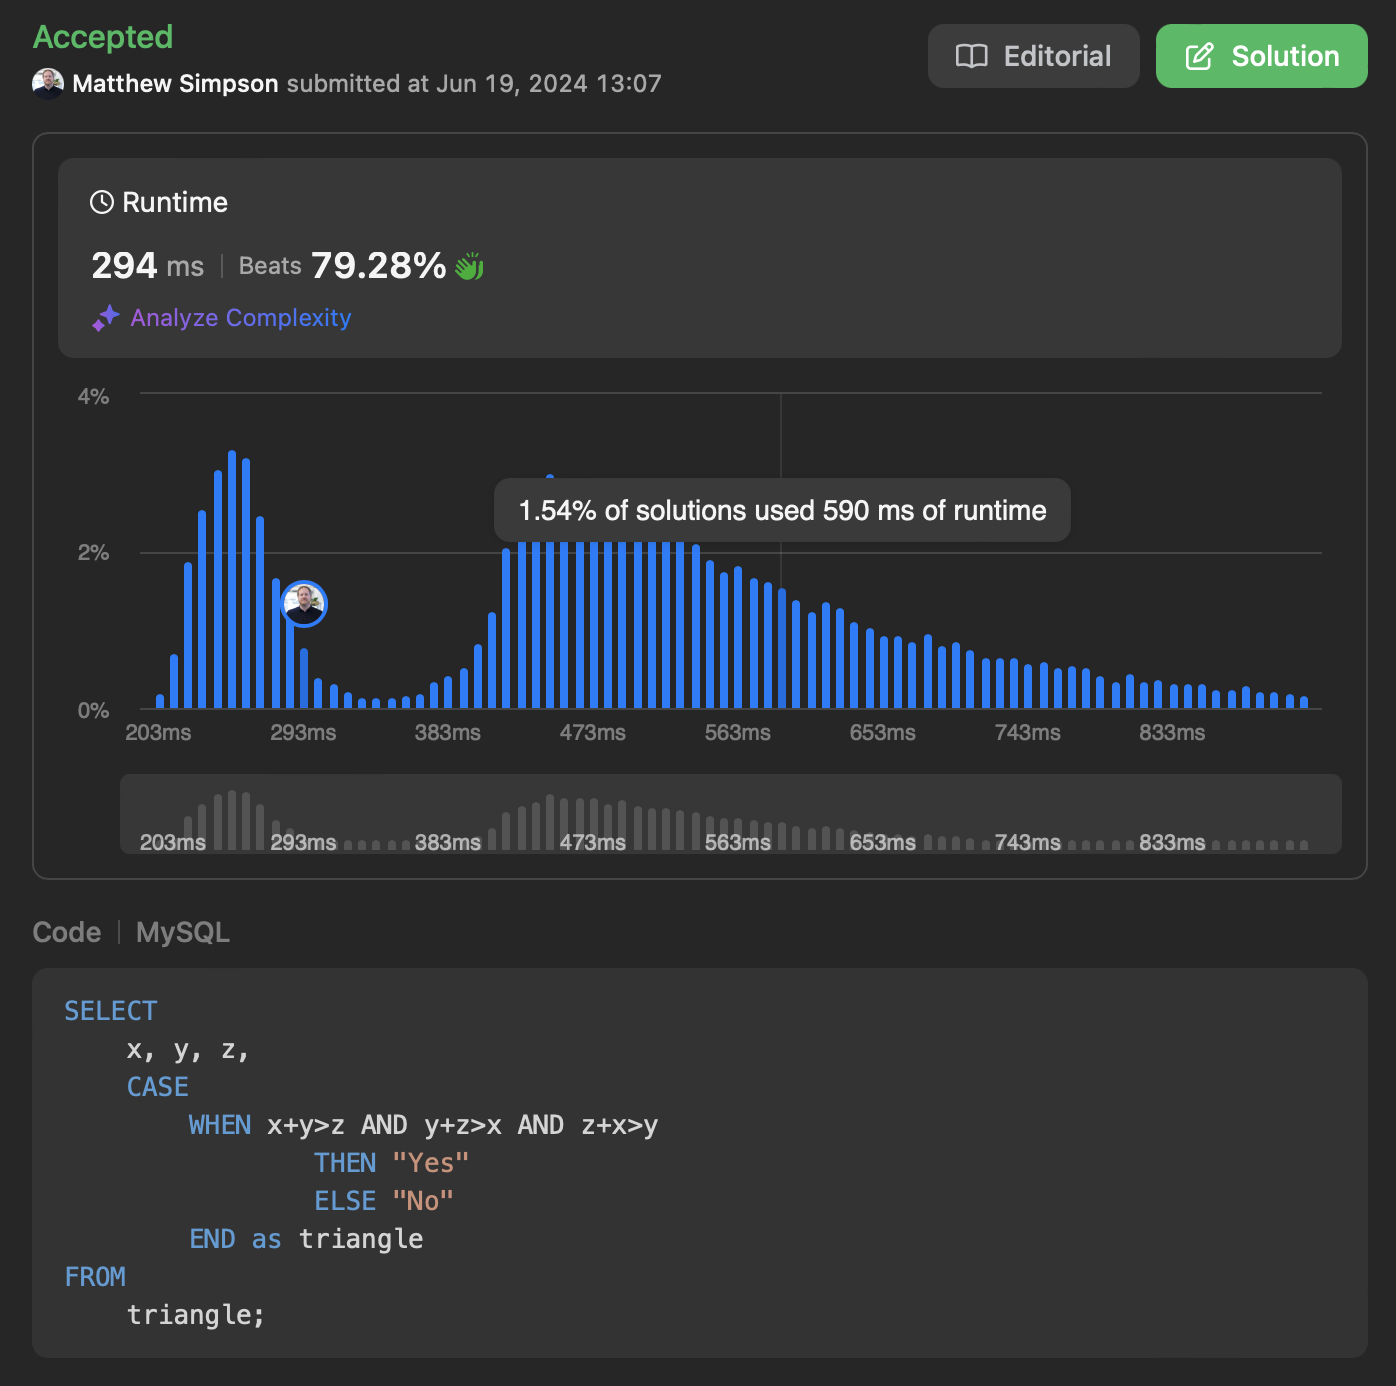 Accepted
Matthew Simpson submitted at Jun 19, 2024 13:07
Editorial
Solution
Runtime
294 ms | Beats 79.28%
Analyze Complexity
4%
1.54% of solutions used 590 ms of runtime
2%
0%
203ms 293ms 383ms 473ms 563ms 653ms 743ms 833ms
203ms 293ms 383ms 473ms 563ms 653ms 743ms 833ms
Code | MySQL
SELECT
    x, y, z,
    CASE
        WHEN x+y>z AND y+z>x AND z+x>y
                THEN "Yes"
                ELSE "No"
        END as triangle
FROM
    triangle;